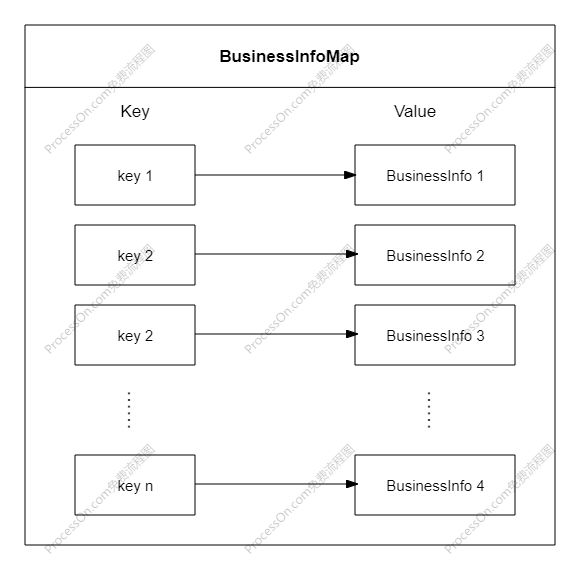 BusinessInfoMap
Key Value
key 1 BusinessInfo 1
key 2 BusinessInfo 2
key 2 BusinessInfo 3
key n BusinessInfo 4
ProcessOn.com免费流程图
ProcessOn.com免费流程图
ProcessOn.com免费流程图
ProcessOn.com免费流程图
ProcessOn.com免费流程图
ProcessOn.com免费流程图
ProcessOn.com免费流程图
ProcessOn.com免费流程图
ProcessOn.com免费流程图